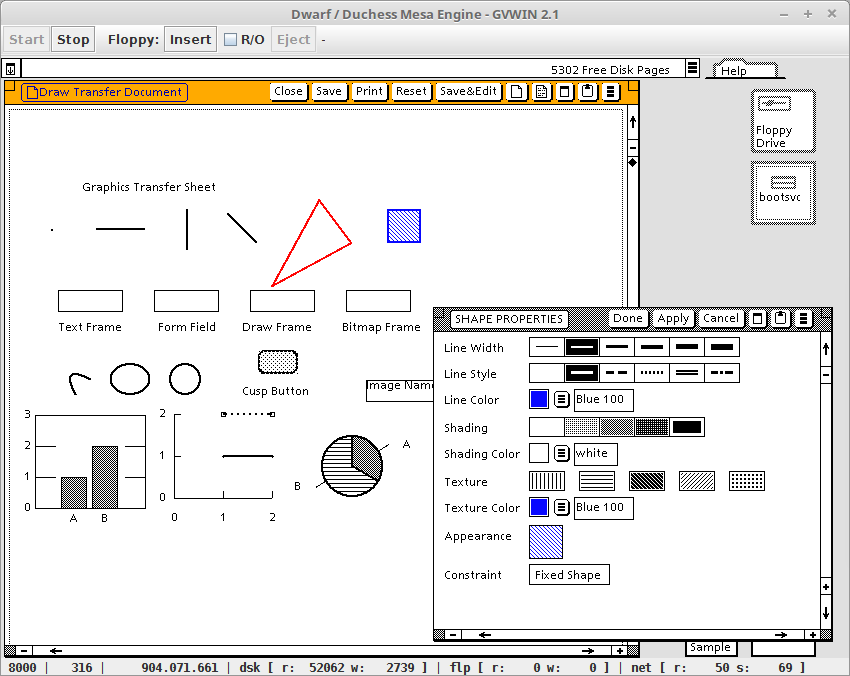 Dwarf / Duchess Mesa Engine - GVWIN 2.1
Start Stop Floppy: Insert R/O Eject -
5302 Free Disk Pages
Help
Draw Transfer Document Close Save Print Reset Save&Edit
Floppy
Drive
bootsvc
Graphics Transfer Sheet
Text Frame Form Field Draw Frame Bitmap Frame
Cusp Button
Image Name
3
2
1
0
A B
2
1
0
0 1 2
A
B
SHAPE PROPERTIES Done Apply Cancel
Line Width
Line Style
Line Color Blue 100
Shading
Shading Color white
Texture
Texture Color Blue 100
Appearance
Constraint Fixed Shape
Sample
8000 | 316 | 904.071.661 | dsk [ r: 52062 w: 2739 ] | flp [ r: 0 w: 0 ] | net [ r: 50 s: 69 ]